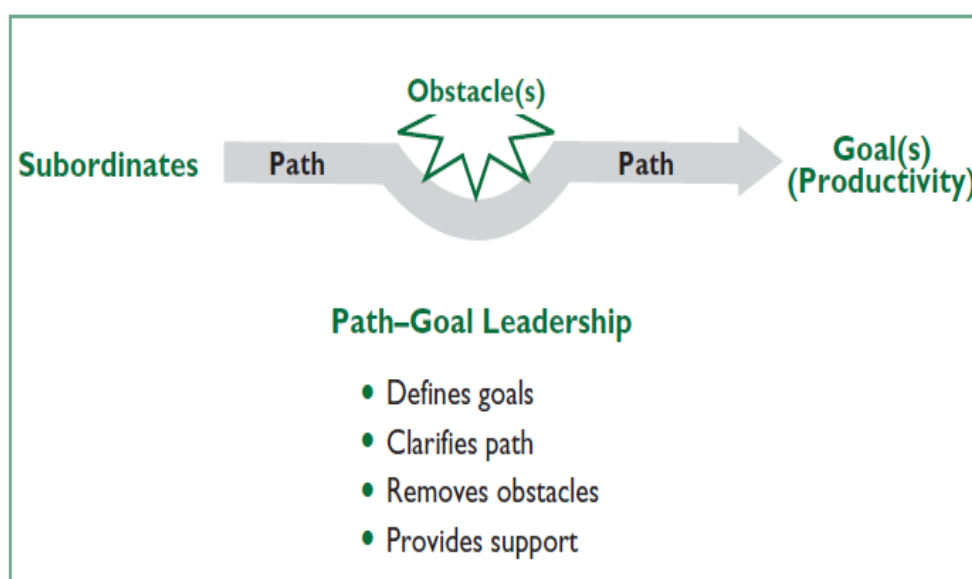 Obstacle(s)
Subordinates
Path
Path
Goal(s)
(Productivity)
Path–Goal Leadership
• Defines goals
• Clarifies path
• Removes obstacles
• Provides support